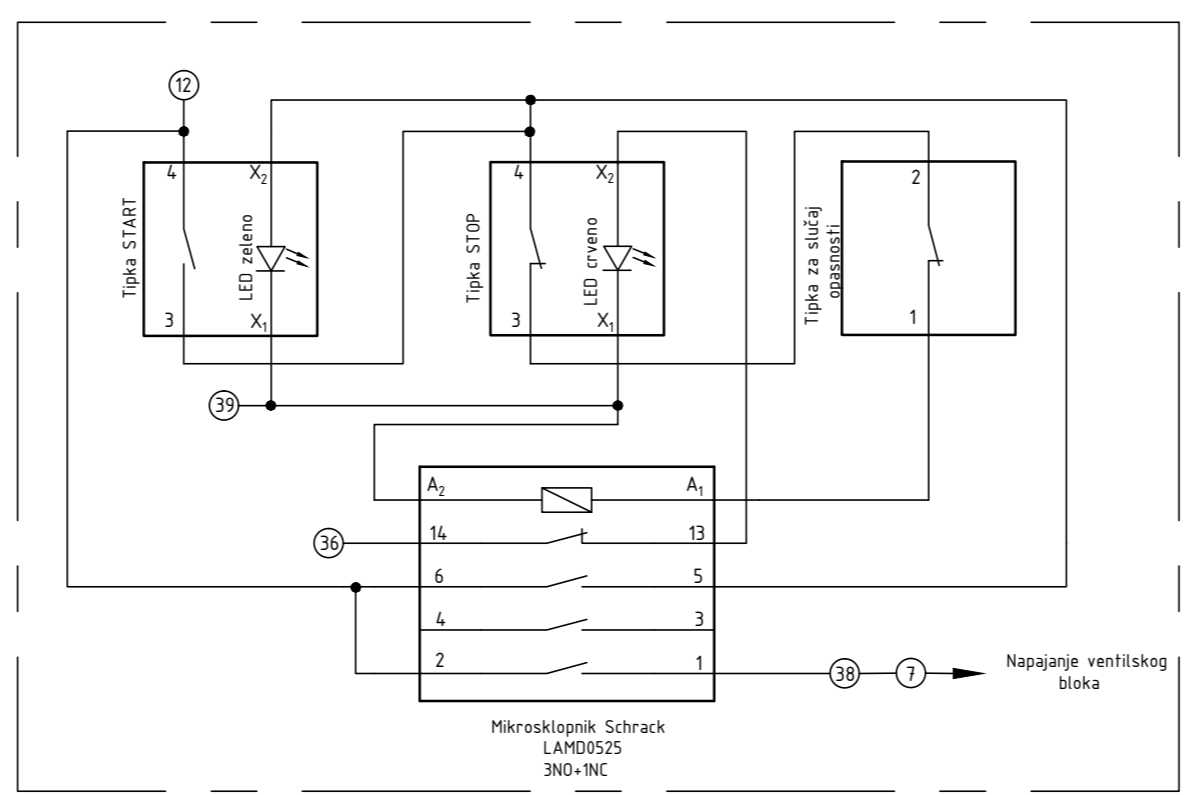 12
4
X₂
Tipka START
LED zeleno
3
X₁
4
X₂
Tipka STOP
LED crveno
3
X₁
2
Tipka za slučaj
opasnosti
1
39
A₂
A₁
36
14
13
6
5
4
3
2
1
38
7
Napajanje ventilskog
bloka
Mikrosklopnik Schrack
LAMD0525
3NO+1NC